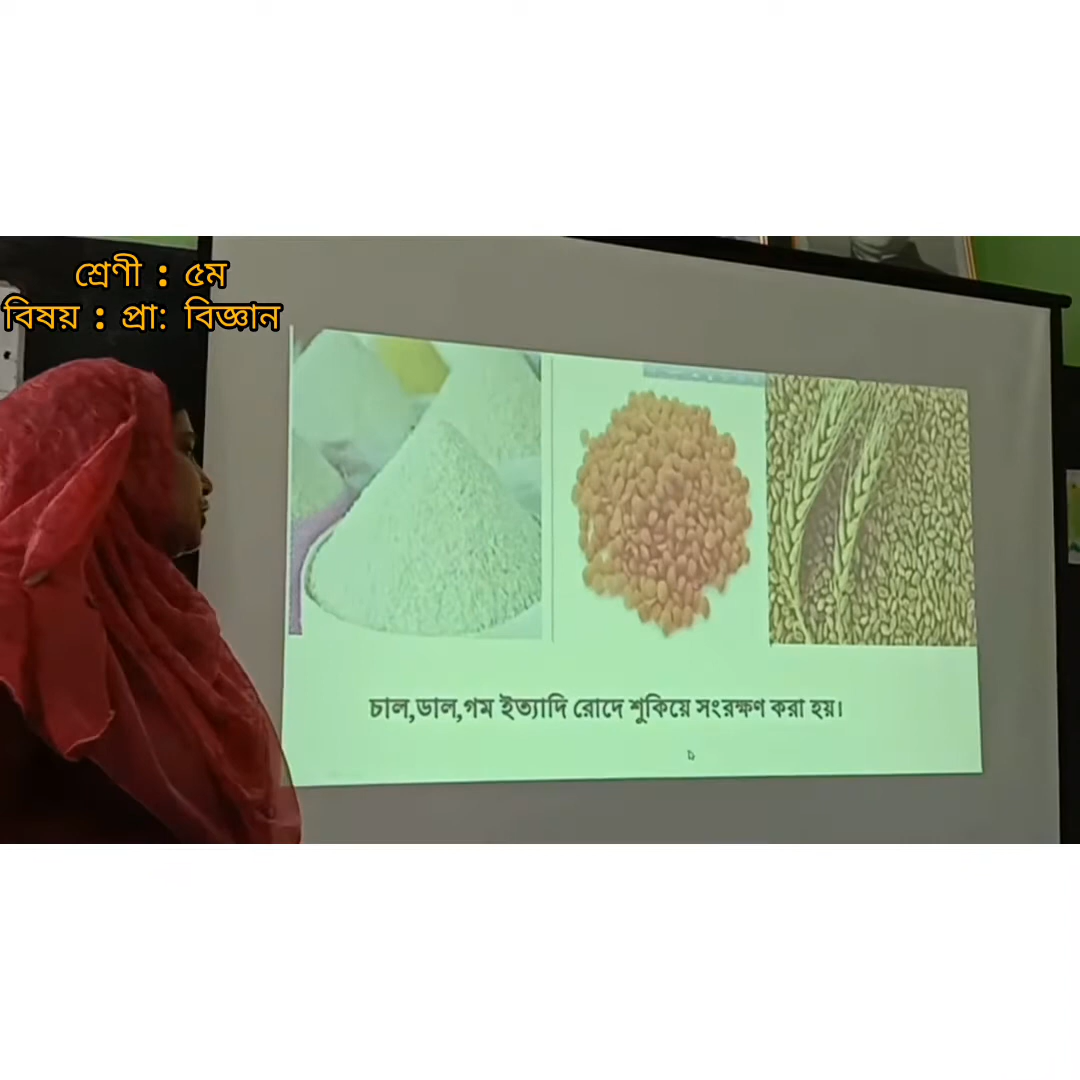 শ্রেণী : ৫ম
বিষয় : প্রা: বিজ্ঞান
চাল,ডাল,গম ইত্যাদি রোদে শুকিয়ে সংরক্ষণ করা হয়।